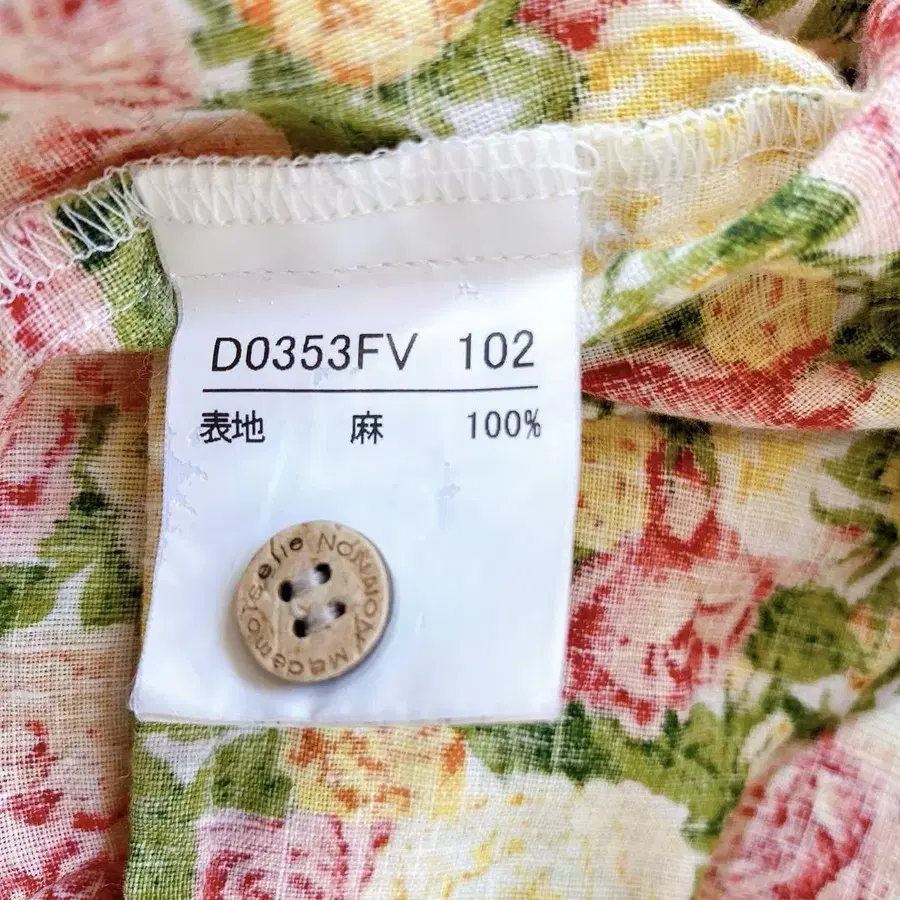 D0353FV 102
表地 麻 100%
Mademoiselle NON NON